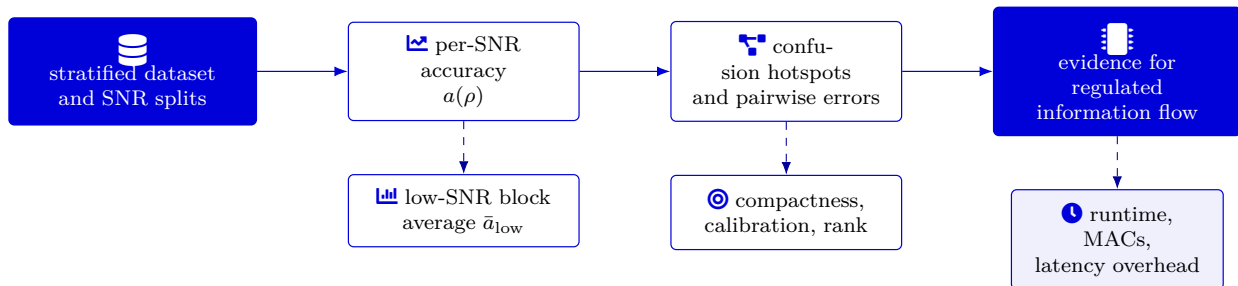 stratified dataset
and SNR splits
per-SNR
accuracy
a(ρ)
confu-
sion hotspots
and pairwise errors
evidence for
regulated
information flow
low-SNR block
average ā_low
compactness,
calibration, rank
runtime,
MACs,
latency overhead